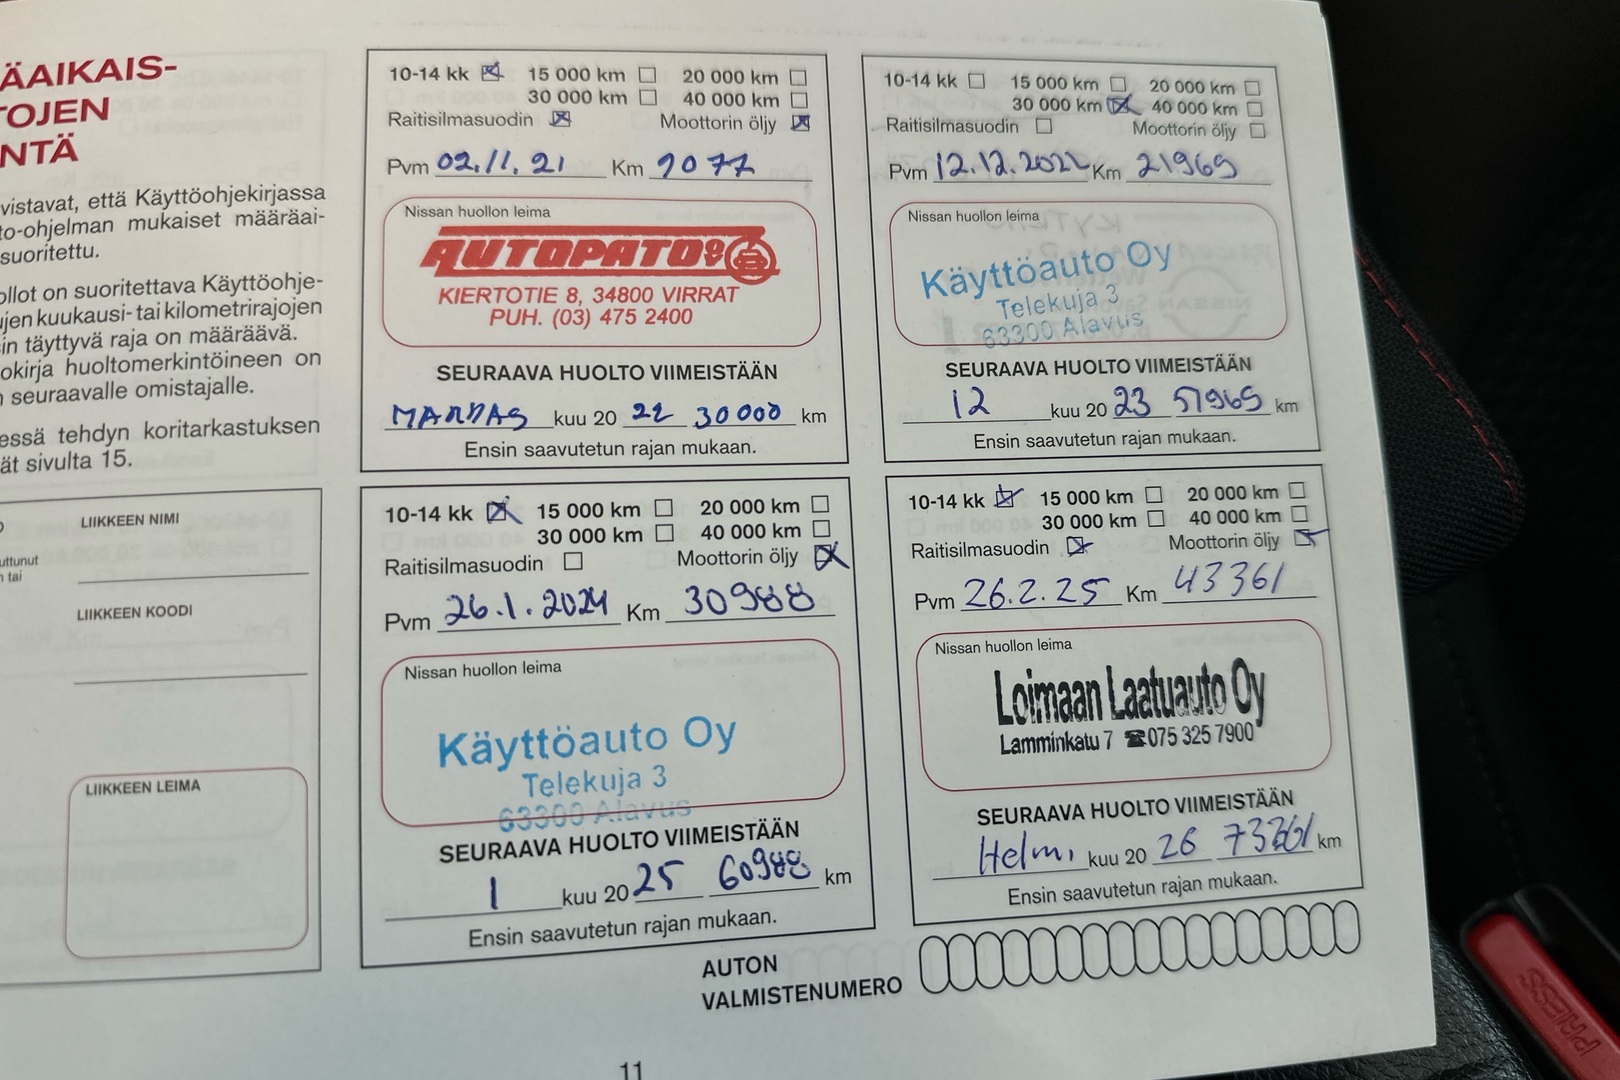 ÄAIKAIS-
TOJEN
NTÄ
vistavat, että Käyttöohjekirjassa
to-ohjelman mukaiset määräai-
suoritettu.
ollot on suoritettava Käyttöohje-
ujen kuukausi- tai kilometrirajojen
in täyttyvä raja on määräävä.
okirja huoltomerkintöineen on
n seuraavalle omistajalle.
essä tehdyn koritarkastuksen
ät sivulta 15.
uttunut
n tai
LIIKKEEN NIMI
LIIKKEEN KOODI
LIIKKEEN LEIMA
10-14 kk 15 000 km 20 000 km
30 000 km 40 000 km
Raitisilmasuodin Moottorin öljy
Pvm 02.11.21 Km 9077
Nissan huollon leima
AUTOPATO
KIERTOTIE 8, 34800 VIRRAT
PUH. (03) 475 2400
SEURAAVA HUOLTO VIIMEISTÄÄN
MARRAS kuu 20 22 30000 km
Ensin saavutetun rajan mukaan.
10-14 kk 15 000 km 20 000 km
30 000 km 40 000 km
Raitisilmasuodin Moottorin öljy
Pvm 12.12.2022 Km 21969
Nissan huollon leima
Käyttöauto Oy
Telekuja 3
63300 Alavus
SEURAAVA HUOLTO VIIMEISTÄÄN
12 kuu 20 23 51969 km
Ensin saavutetun rajan mukaan.
10-14 kk 15 000 km 20 000 km
30 000 km 40 000 km
Raitisilmasuodin Moottorin öljy
Pvm 26.1.2024 Km 30988
Nissan huollon leima
Käyttöauto Oy
Telekuja 3
63300 Alavus
SEURAAVA HUOLTO VIIMEISTÄÄN
1 kuu 20 25 60988 km
Ensin saavutetun rajan mukaan.
10-14 kk 15 000 km 20 000 km
30 000 km 40 000 km
Raitisilmasuodin Moottorin öljy
Pvm 26.2.25 Km 43361
Nissan huollon leima
Loimaan Laatuauto Oy
Lamminkatu 7 ☎075 325 7900
SEURAAVA HUOLTO VIIMEISTÄÄN
Helmi kuu 20 26 73361 km
Ensin saavutetun rajan mukaan.
AUTON
VALMISTENUMERO
11
PRESS